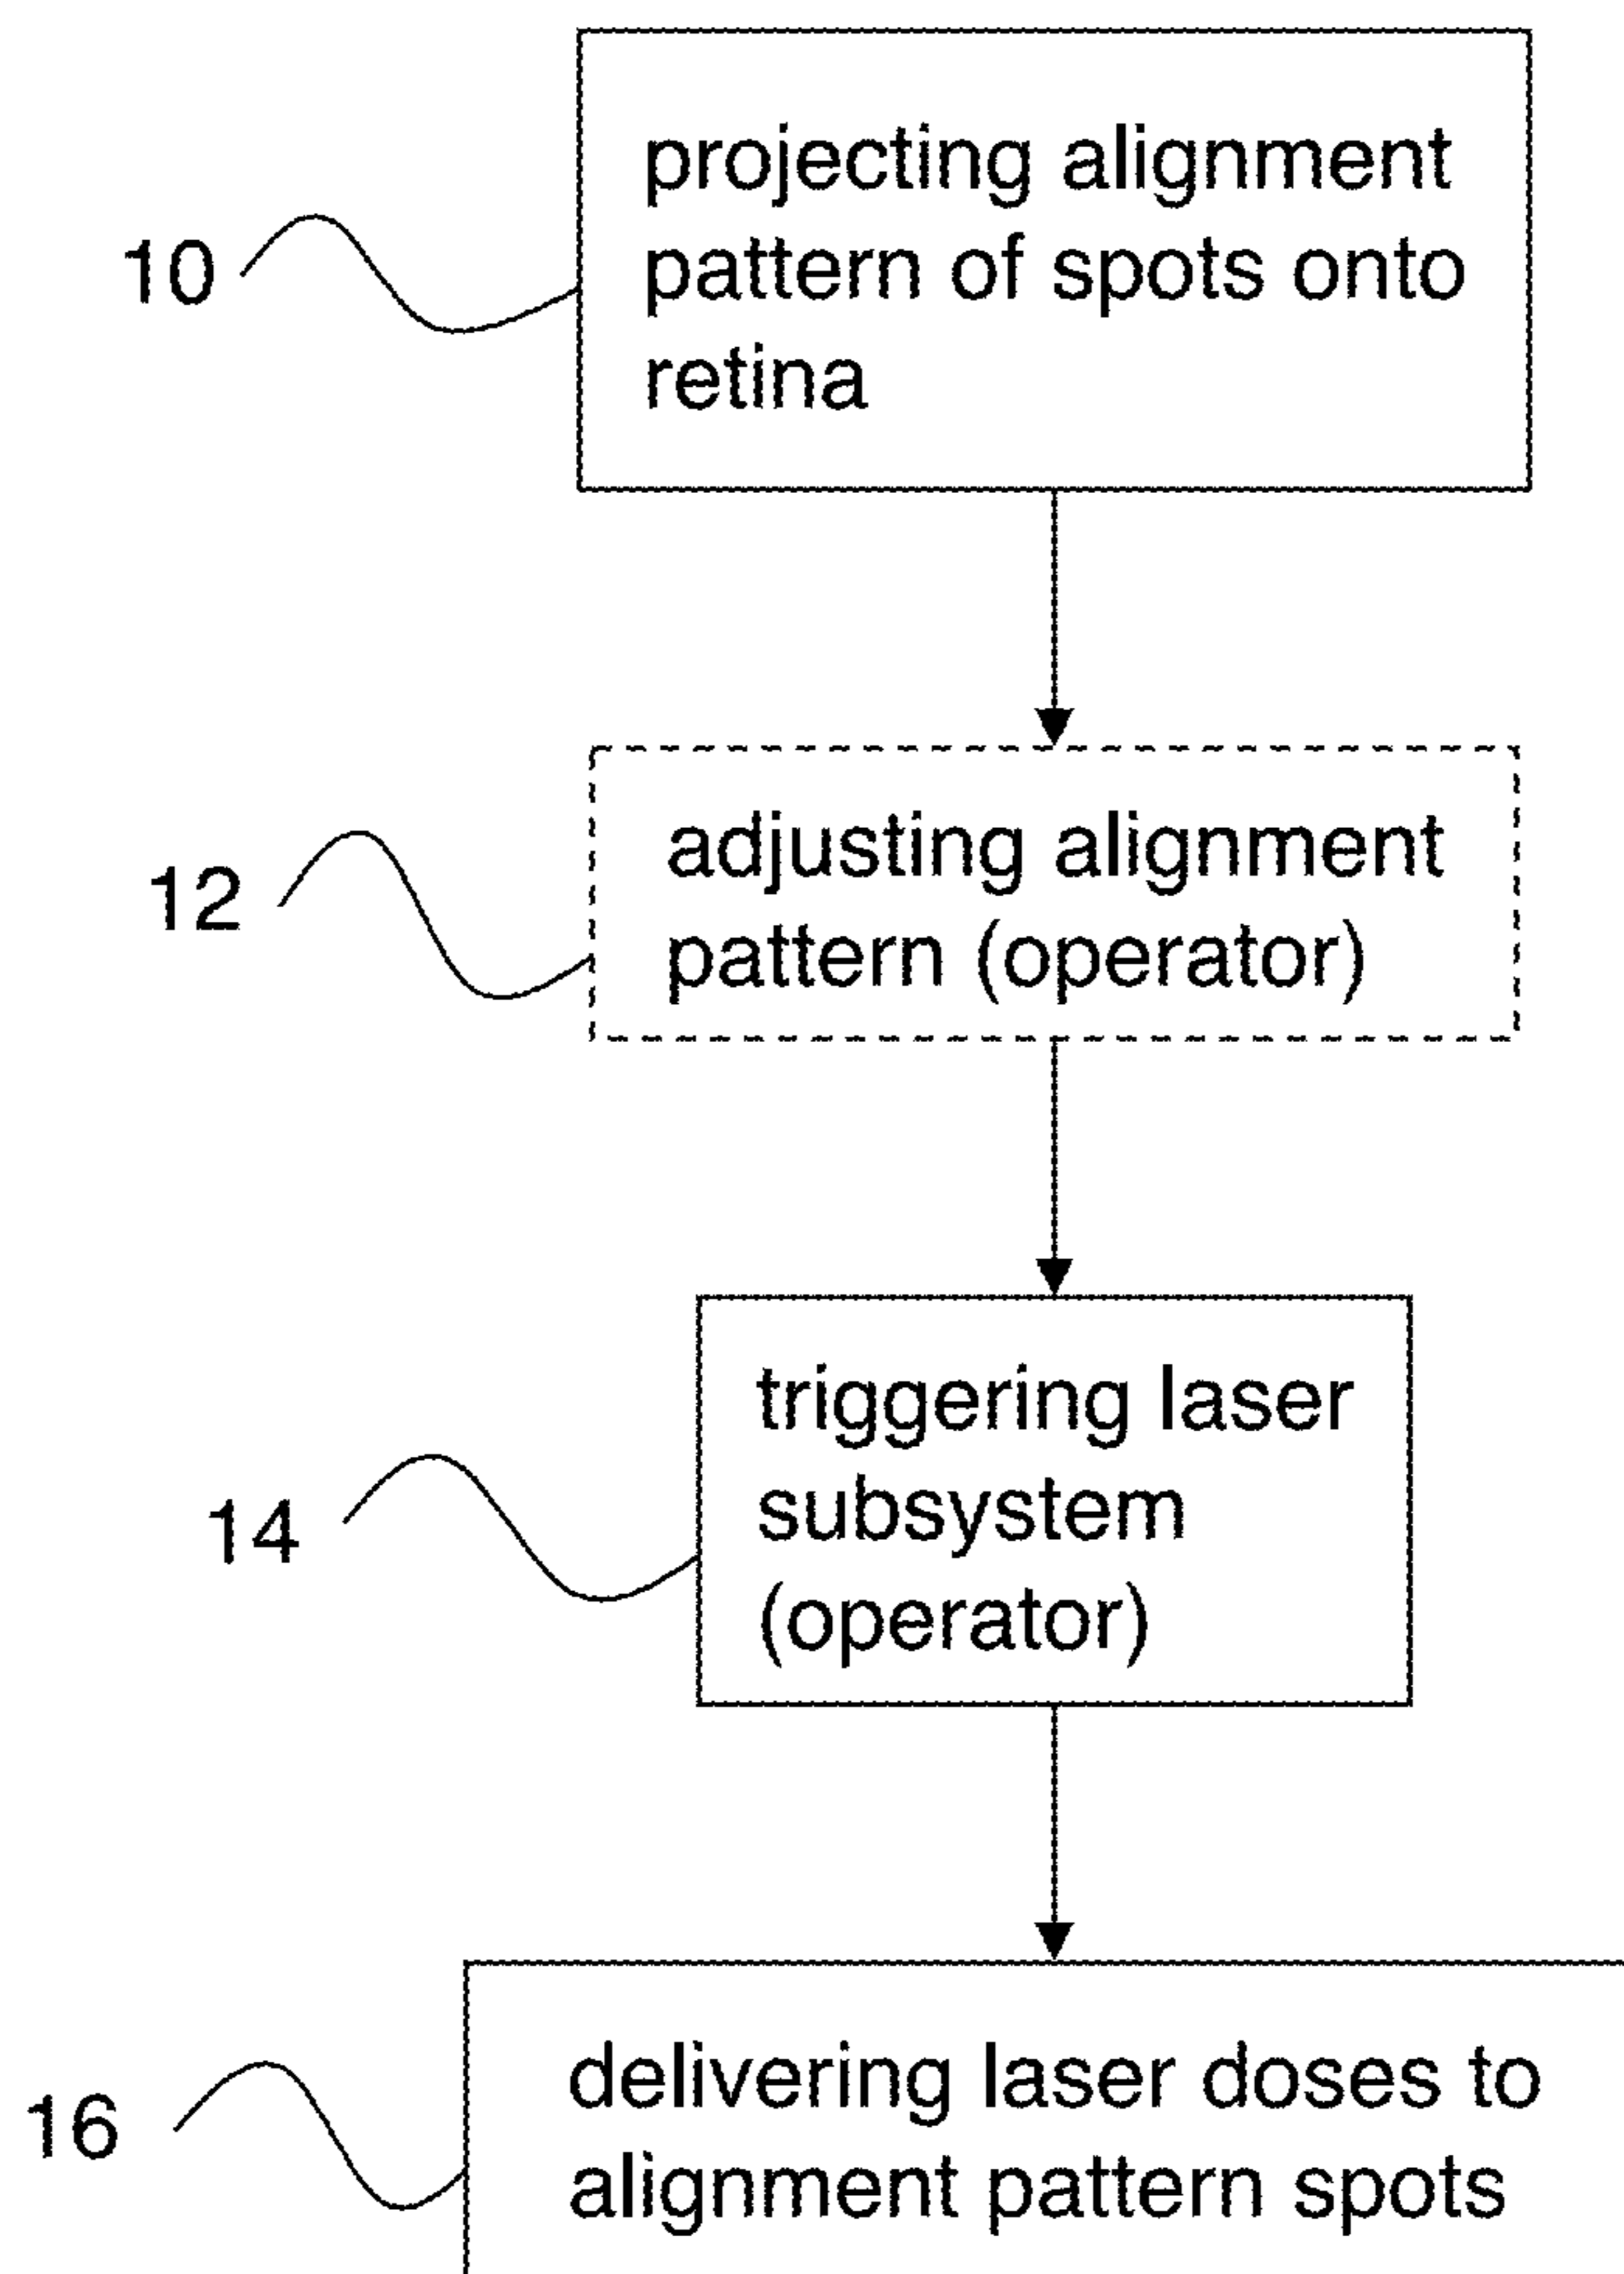 10
projecting alignment
pattern of spots onto
retina
12
adjusting alignment
pattern (operator)
14
triggering laser
subsystem
(operator)
16
delivering laser doses to
alignment pattern spots